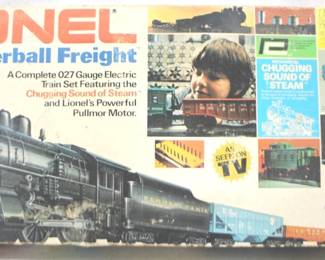 ONEL
erball Freight
A Complete 027 Gauge Electric
Train Set Featuring the
Chugging Sound of Steam
and Lionel's Powerful
Pullmor Motor.
CHUGGING
SOUND OF
STEAM
AS
SEEN ON
TV